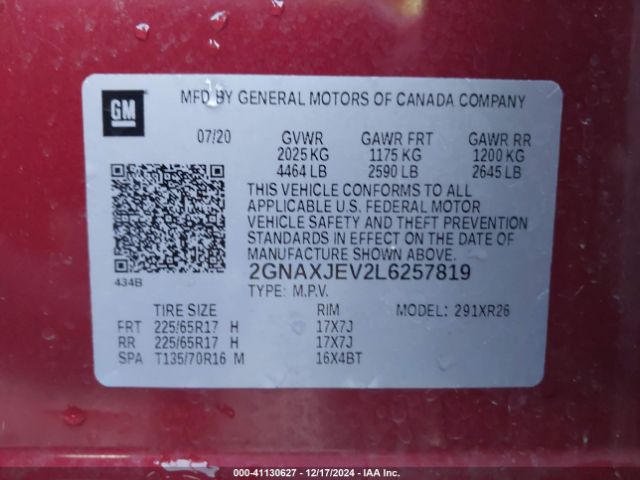 GM
MFD BY GENERAL MOTORS OF CANADA COMPANY
07/20 GVWR GAWR FRT GAWR RR
2025 KG 1175 KG 1200 KG
4464 LB 2590 LB 2645 LB
THIS VEHICLE CONFORMS TO ALL
APPLICABLE U.S. FEDERAL MOTOR
VEHICLE SAFETY AND THEFT PREVENTION
STANDARDS IN EFFECT ON THE DATE
OF MANUFACTURE SHOWN ABOVE.
434B
2GNAXJEV2L6257819
TYPE: M.P.V.
TIRE SIZE RIM MODEL: 291XR26
FRT 225/65R17 H 17X7J
RR 225/65R17 H 17X7J
SPA T135/70R16 M 16X4BT
000-41130627 - 12/17/2024 - IAA Inc.